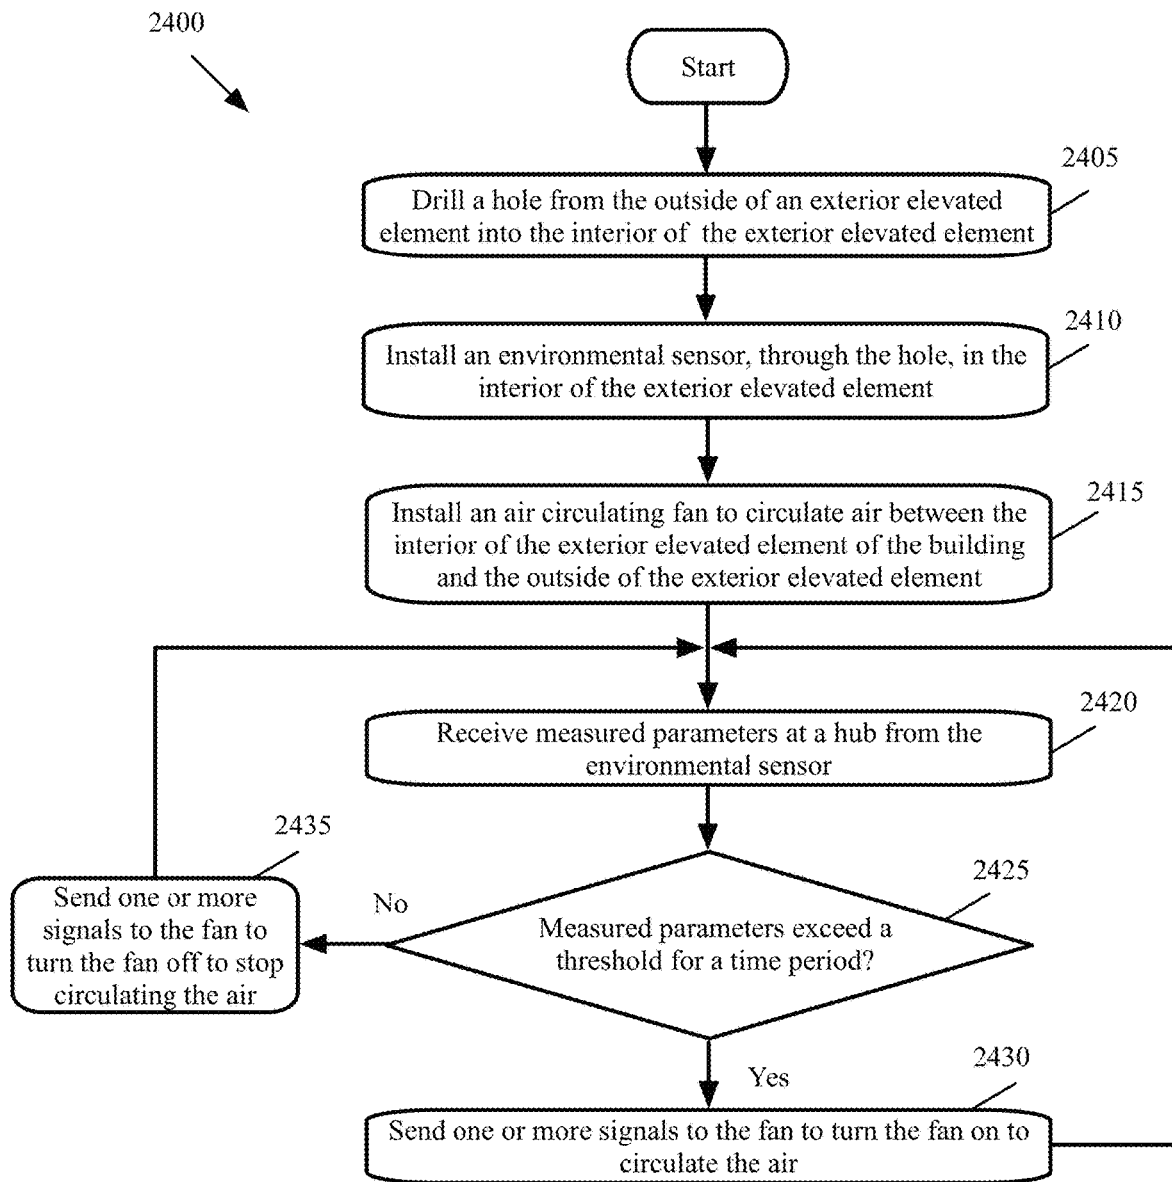 2400
Start
2405
Drill a hole from the outside of an exterior elevated
element into the interior of the exterior elevated element
2410
Install an environmental sensor, through the hole, in the
interior of the exterior elevated element
2415
Install an air circulating fan to circulate air between the
interior of the exterior elevated element of the building
and the outside of the exterior elevated element
2420
Receive measured parameters at a hub from the
environmental sensor
2435
Send one or more
signals to the fan to
turn the fan off to stop
circulating the air
No
2425
Measured parameters exceed a
threshold for a time period?
Yes
2430
Send one or more signals to the fan to turn the fan on to
circulate the air